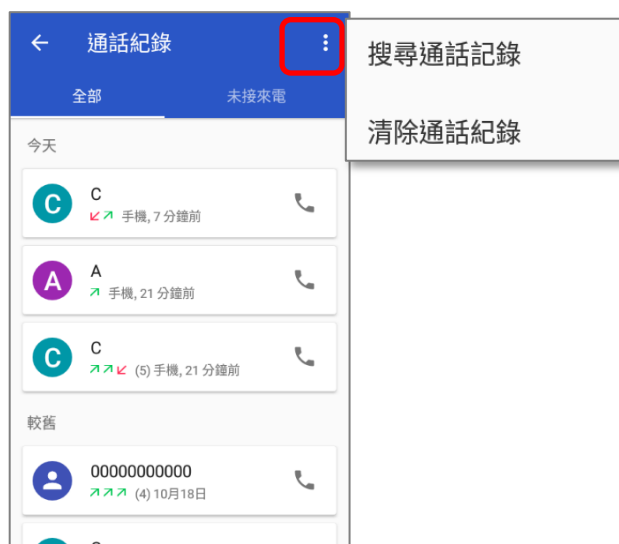 通話紀錄
全部 未接來電
今天
C
C
手機, 7 分鐘前
A
A
手機, 21 分鐘前
C
C
(5) 手機, 21 分鐘前
較舊
00000000000
(4) 10月18日
搜尋通話記錄
清除通話紀錄